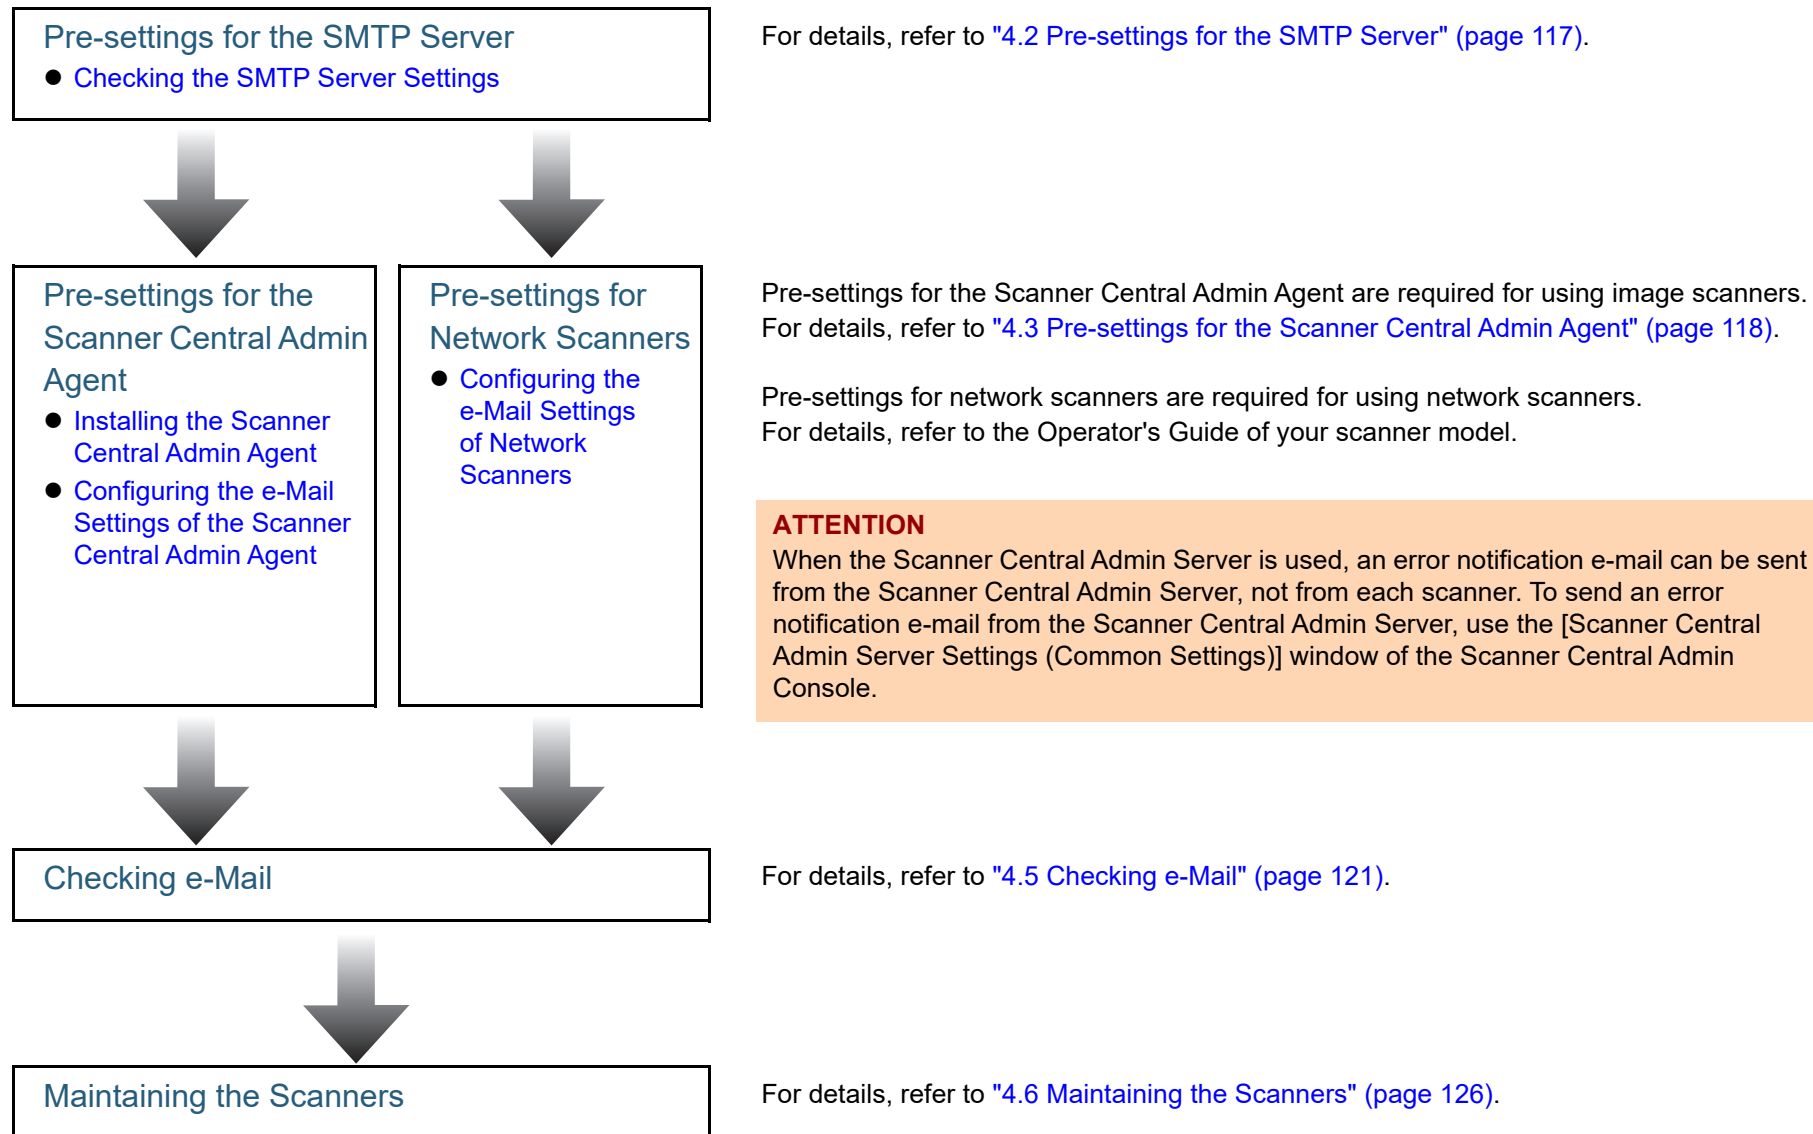 Pre-settings for the SMTP Server
● Checking the SMTP Server Settings
For details, refer to "4.2 Pre-settings for the SMTP Server" (page 117).
Pre-settings for the
Scanner Central Admin
Agent
● Installing the Scanner
Central Admin Agent
● Configuring the e-Mail
Settings of the Scanner
Central Admin Agent
Pre-settings for
Network Scanners
● Configuring the
e-Mail Settings
of Network
Scanners
Pre-settings for the Scanner Central Admin Agent are required for using image scanners.
For details, refer to "4.3 Pre-settings for the Scanner Central Admin Agent" (page 118).
Pre-settings for network scanners are required for using network scanners.
For details, refer to the Operator's Guide of your scanner model.
ATTENTION
When the Scanner Central Admin Server is used, an error notification e-mail can be sent
from the Scanner Central Admin Server, not from each scanner. To send an error
notification e-mail from the Scanner Central Admin Server, use the [Scanner Central
Admin Server Settings (Common Settings)] window of the Scanner Central Admin
Console.
Checking e-Mail
For details, refer to "4.5 Checking e-Mail" (page 121).
Maintaining the Scanners
For details, refer to "4.6 Maintaining the Scanners" (page 126).